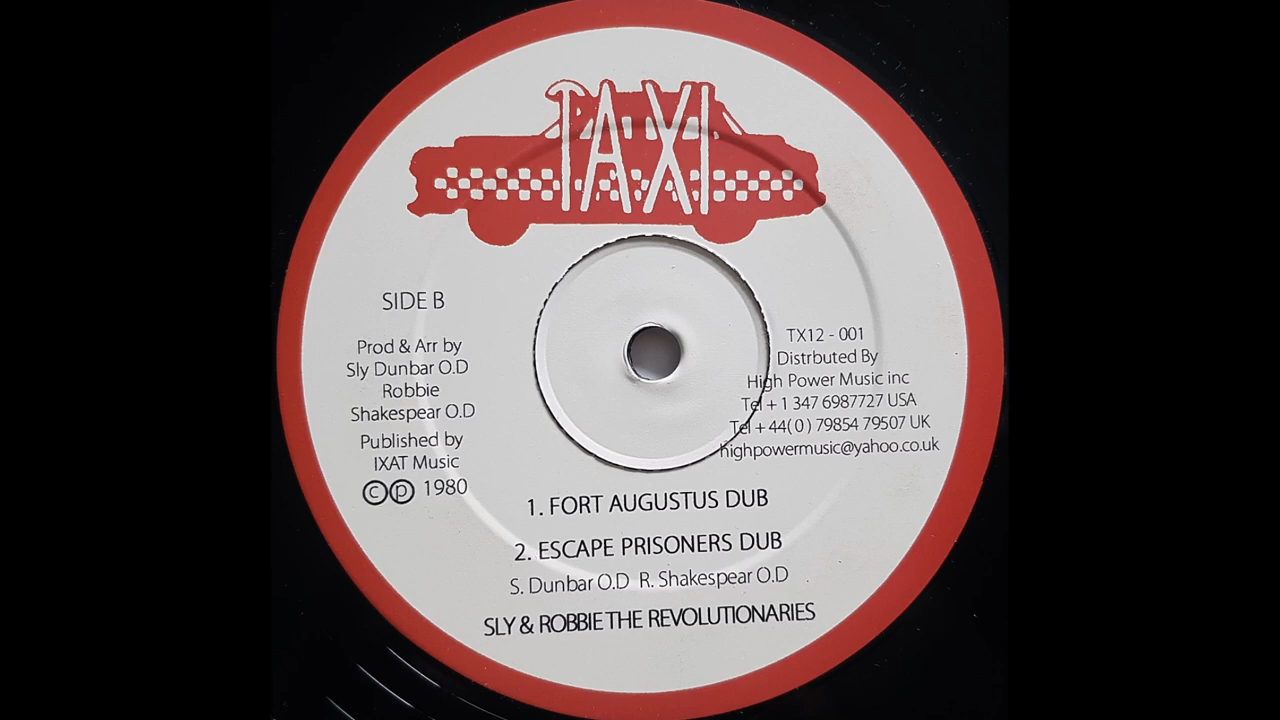 TAXI
SIDE B
Prod & Arr by
Sly Dunbar O.D
Robbie
Shakespear O.D
Published by
IXAT Music
© ℗ 1980
TX12 - 001
Distrbuted By
High Power Music inc
Tel + 1 347 6987727 USA
Tel + 44(0) 79854 79507 UK
highpowermusic@yahoo.co.uk
1. FORT AUGUSTUS DUB
2. ESCAPE PRISONERS DUB
S. Dunbar O.D R. Shakespear O.D
SLY & ROBBIE THE REVOLUTIONARIES